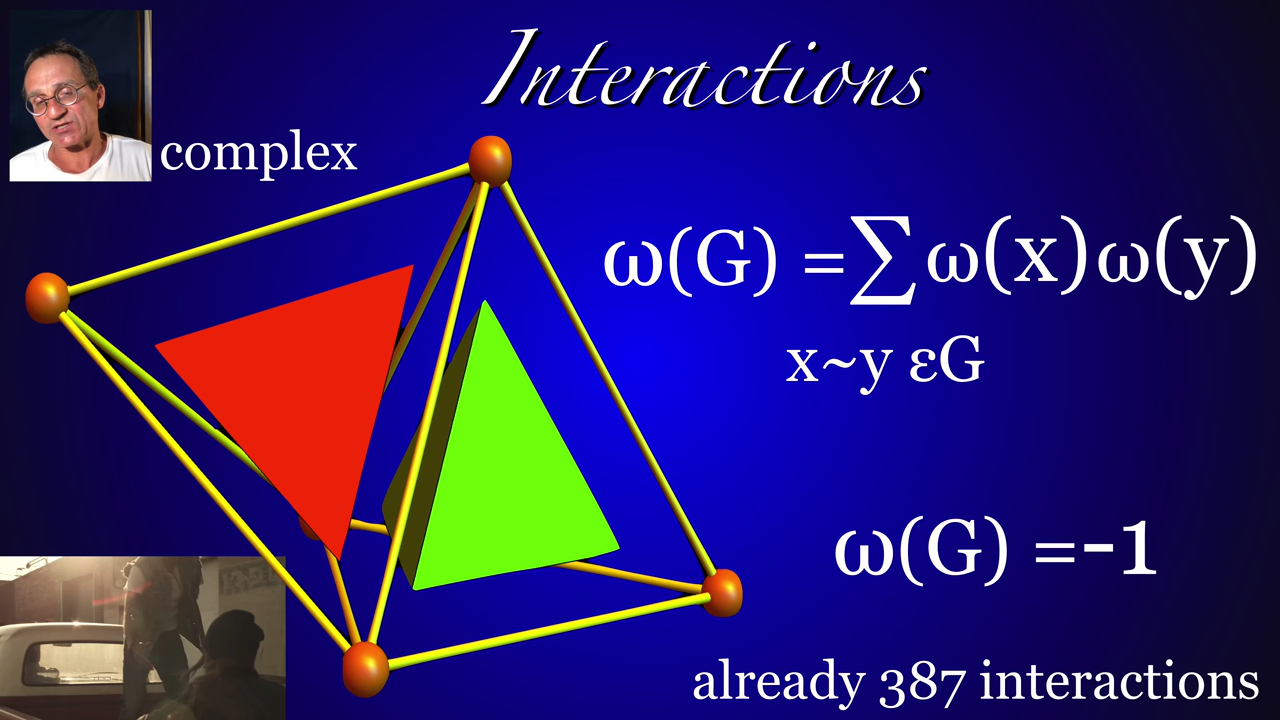 Interactions
complex
ω(G) =∑ω(x)ω(y)
x~y εG
ω(G) =-1
already 387 interactions